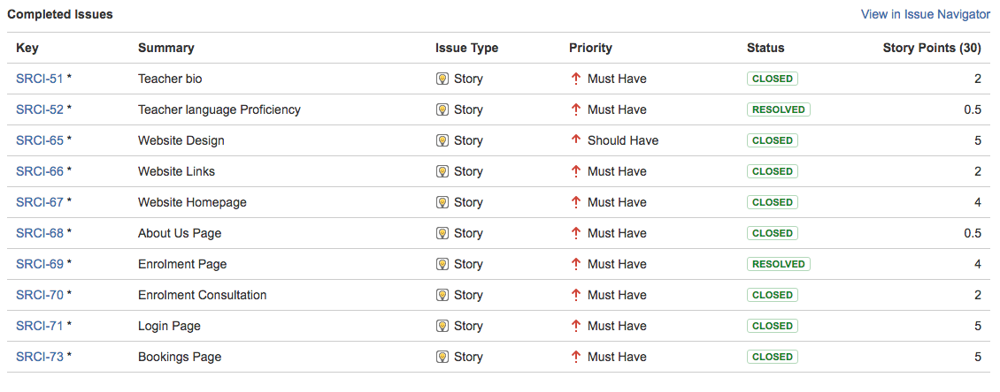 Completed Issues View in Issue Navigator
Key Summary Issue Type Priority Status Story Points (30)
SRCI-51 * Teacher bio Story Must Have CLOSED 2
SRCI-52 * Teacher language Proficiency Story Must Have RESOLVED 0.5
SRCI-65 * Website Design Story Should Have CLOSED 5
SRCI-66 * Website Links Story Must Have CLOSED 2
SRCI-67 * Website Homepage Story Must Have CLOSED 4
SRCI-68 * About Us Page Story Must Have CLOSED 0.5
SRCI-69 * Enrolment Page Story Must Have RESOLVED 4
SRCI-70 * Enrolment Consultation Story Must Have CLOSED 2
SRCI-71 * Login Page Story Must Have CLOSED 5
SRCI-73 * Bookings Page Story Must Have CLOSED 5